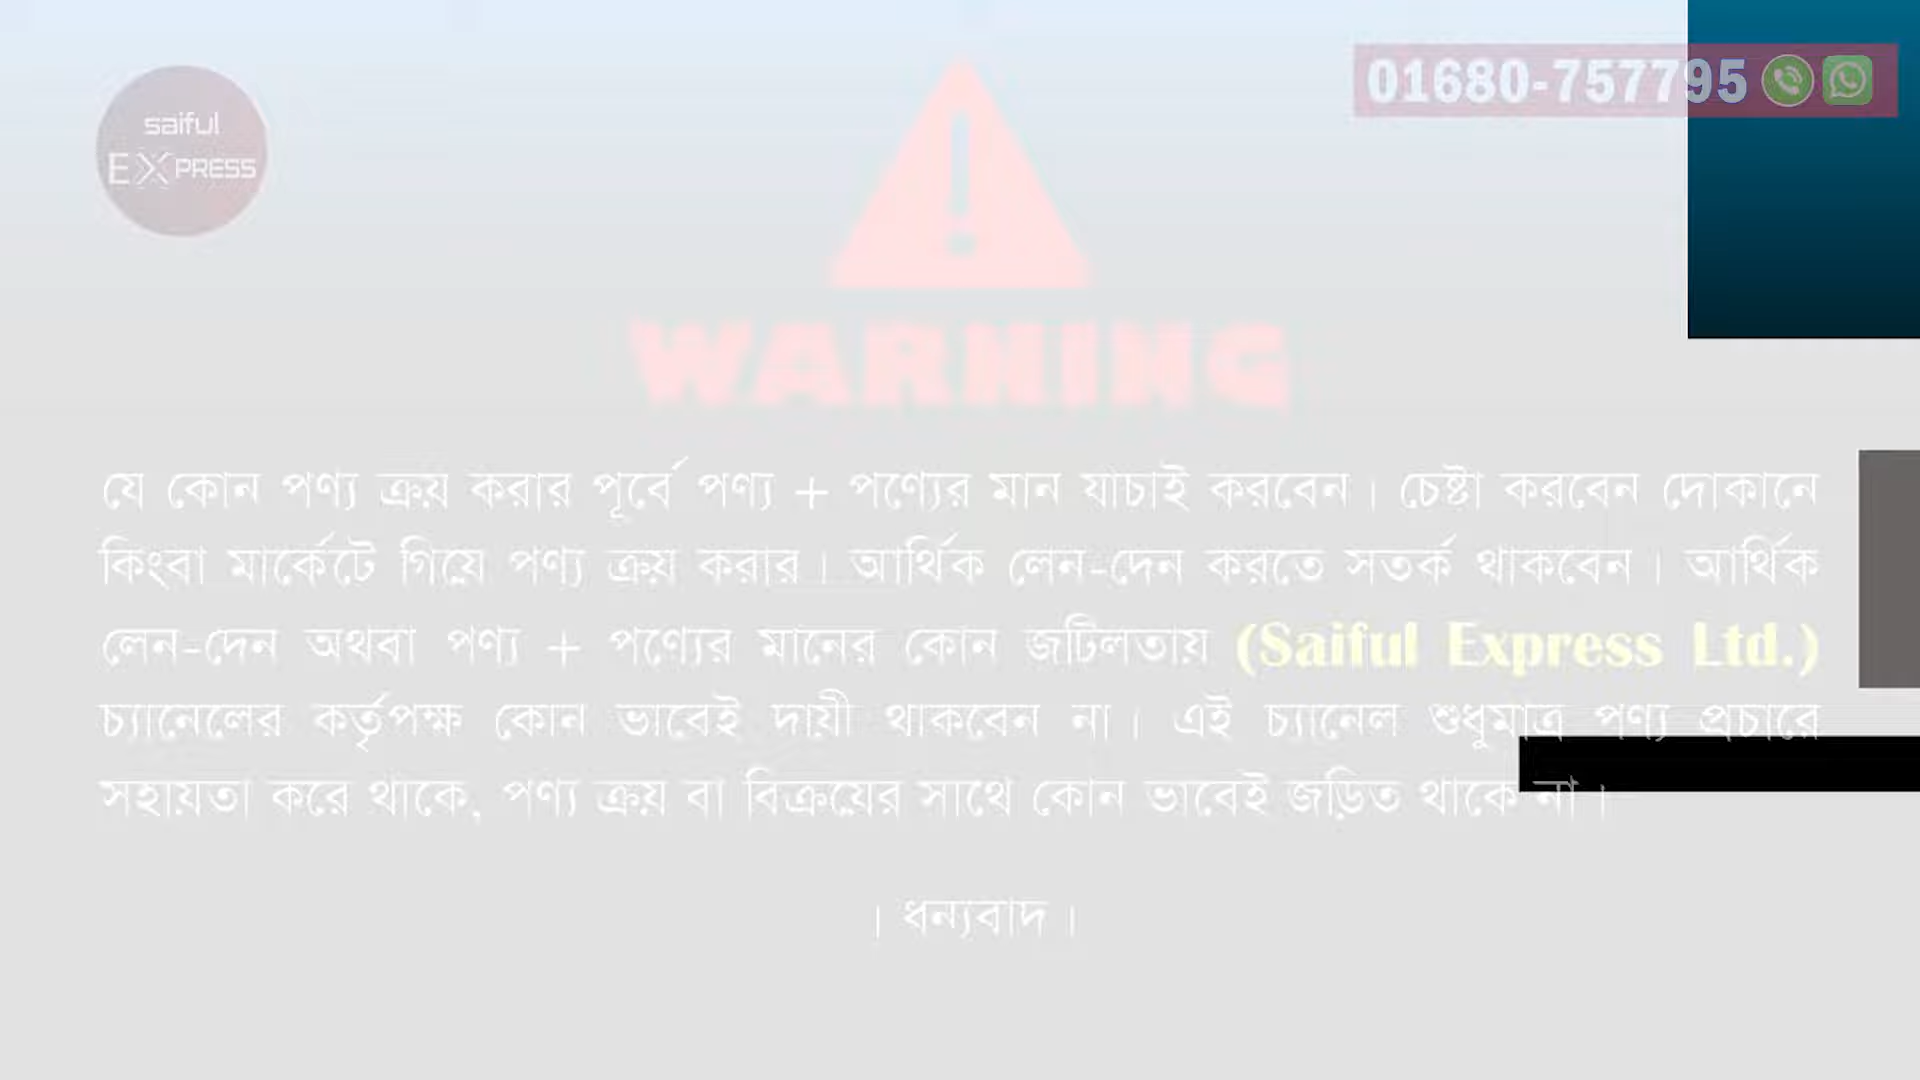 saiful
EXPRESS
01680-757795
WARNING
যে কোন পণ্য ক্রয় করার পূর্বে পণ্য + পণ্যের মান যাচাই করবেন। চেষ্টা করবেন দোকানে
কিংবা মার্কেটে গিয়ে পণ্য ক্রয় করার। আর্থিক লেন-দেন করতে সতর্ক থাকবেন। আর্থিক
লেন-দেন অথবা পণ্য + পণ্যের মানের কোন জটিলতায় (Saiful Express Ltd.)
চ্যানেলের কর্তৃপক্ষ কোন ভাবেই দায়ী থাকবেন না। এই চ্যানেল শুধুমাত্র পণ্য প্রচারে
সহায়তা করে থাকে, পণ্য ক্রয় বা বিক্রয়ের সাথে কোন ভাবেই জড়িত থাকে না।
। ধন্যবাদ ।